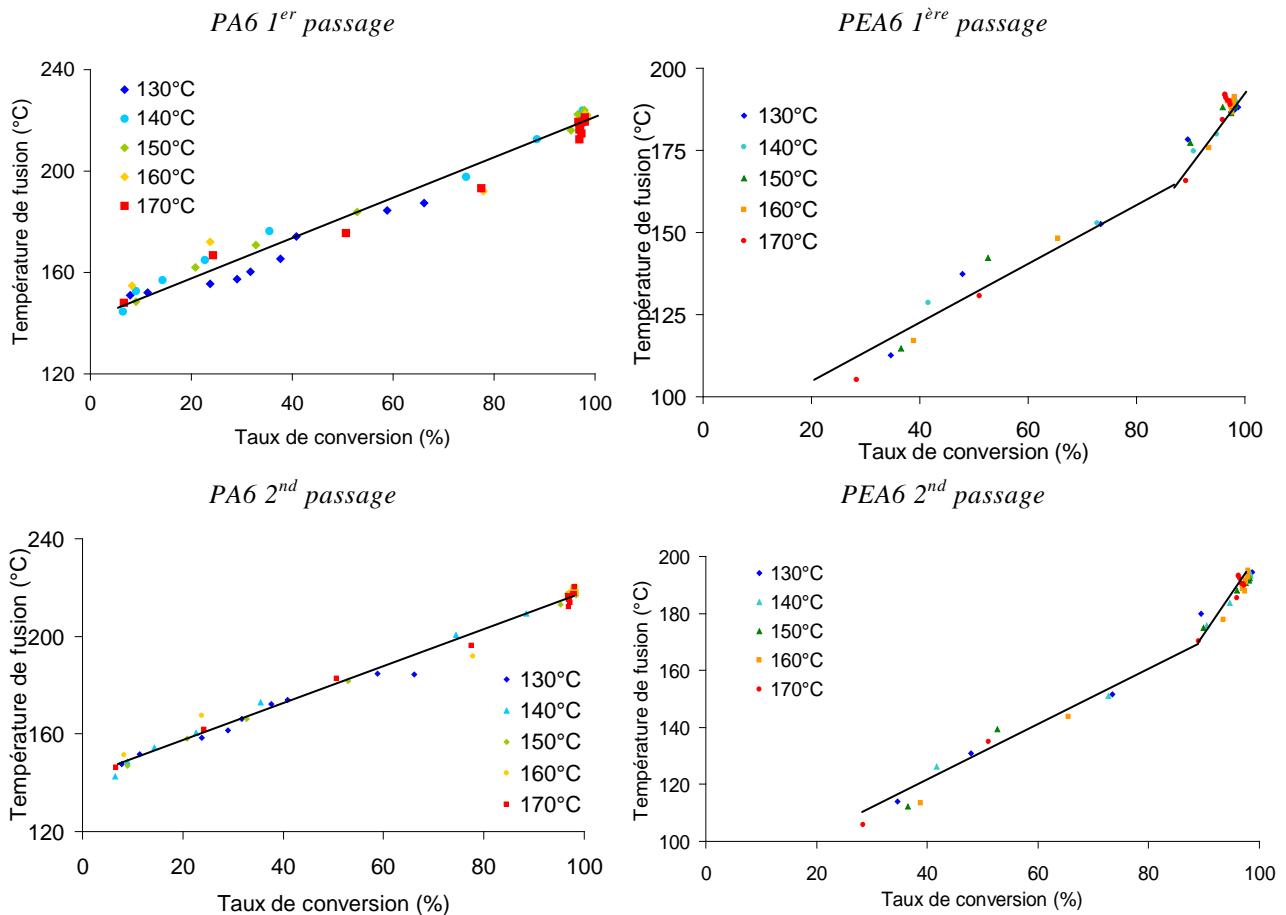 PA6 1er passage
Température de fusion (°C)
240
200
160
120
130°C
140°C
150°C
160°C
170°C
0 20 40 60 80 100
Taux de conversion (%)
PEA6 1ère passage
Température de fusion (°C)
200
175
150
125
100
130°C
140°C
150°C
160°C
170°C
0 20 40 60 80 100
Taux de conversion (%)
PA6 2nd passage
Température de fusion (°C)
240
200
160
120
130°C
140°C
150°C
160°C
170°C
0 20 40 60 80 100
Taux de conversion (%)
PEA6 2nd passage
Température de fusion (°C)
200
180
160
140
120
100
130°C
140°C
150°C
160°C
170°C
0 20 40 60 80 100
Taux de conversion (%)